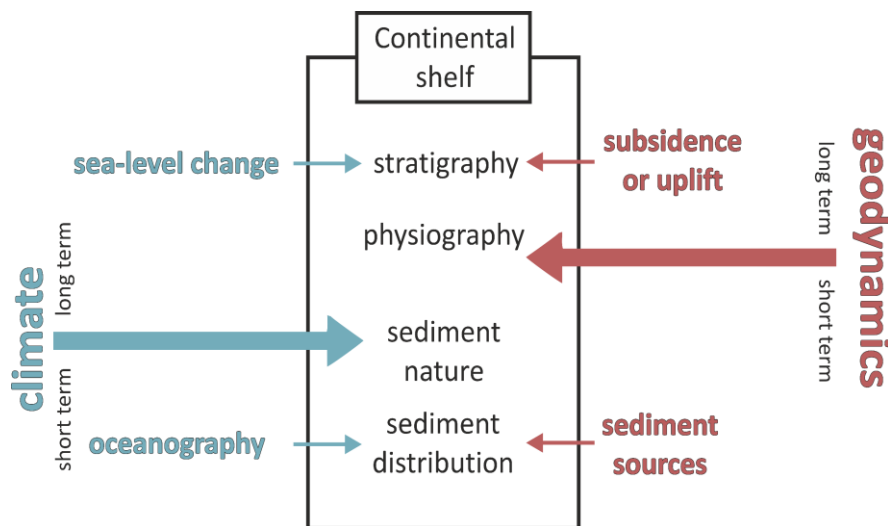 Continental
shelf
sea-level change
stratigraphy
subsidence
or uplift
physiography
climate
long term
short term
geodynamics
long term
short term
sediment
nature
oceanography
sediment
distribution
sediment
sources